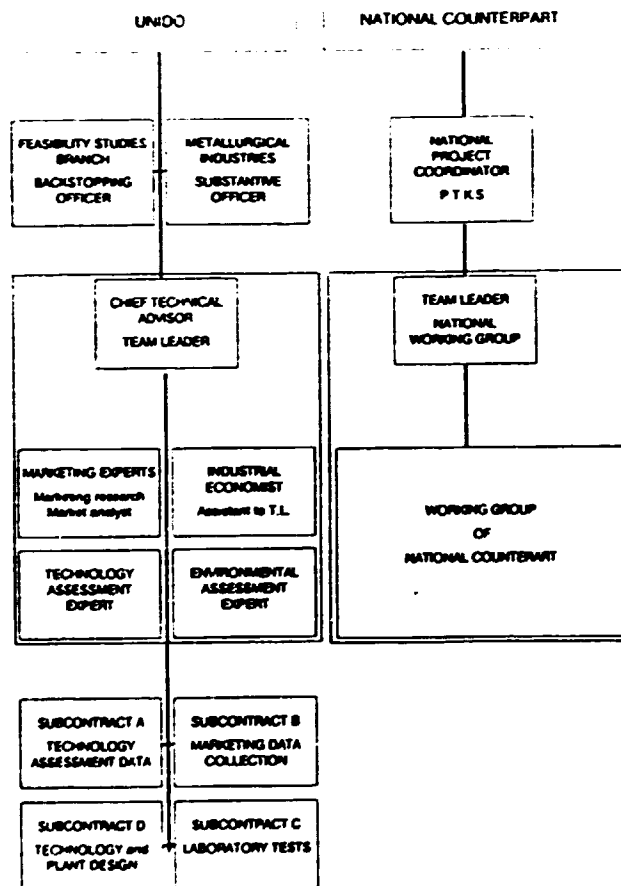 UNIDO
NATIONAL COUNTERPART
FEASIBILITY STUDIES
BRANCH
BACKSTOPPING
OFFICER
METALLURGICAL
INDUSTRIES
SUBSTANTIVE
OFFICER
NATIONAL
PROJECT
COORDINATOR
P.T.K.S
CHIEF TECHNICAL
ADVISOR
TEAM LEADER
TEAM LEADER
NATIONAL
WORKING GROUP
MARKETING EXPERTS
Marketing research
Market analyst
INDUSTRIAL
ECONOMIST
Assistant to T.L.
TECHNOLOGY
ASSESSMENT
EXPERT
ENVIRONMENTAL
ASSESSMENT
EXPERT
WORKING GROUP
OF
NATIONAL COUNTERART
SUBCONTRACT A
TECHNOLOGY
ASSESSMENT DATA
SUBCONTRACT B
MARKETING DATA
COLLECTION
SUBCONTRACT D
TECHNOLOGY and
PLANT DESIGN
SUBCONTRACT C
LABORATORY TESTS